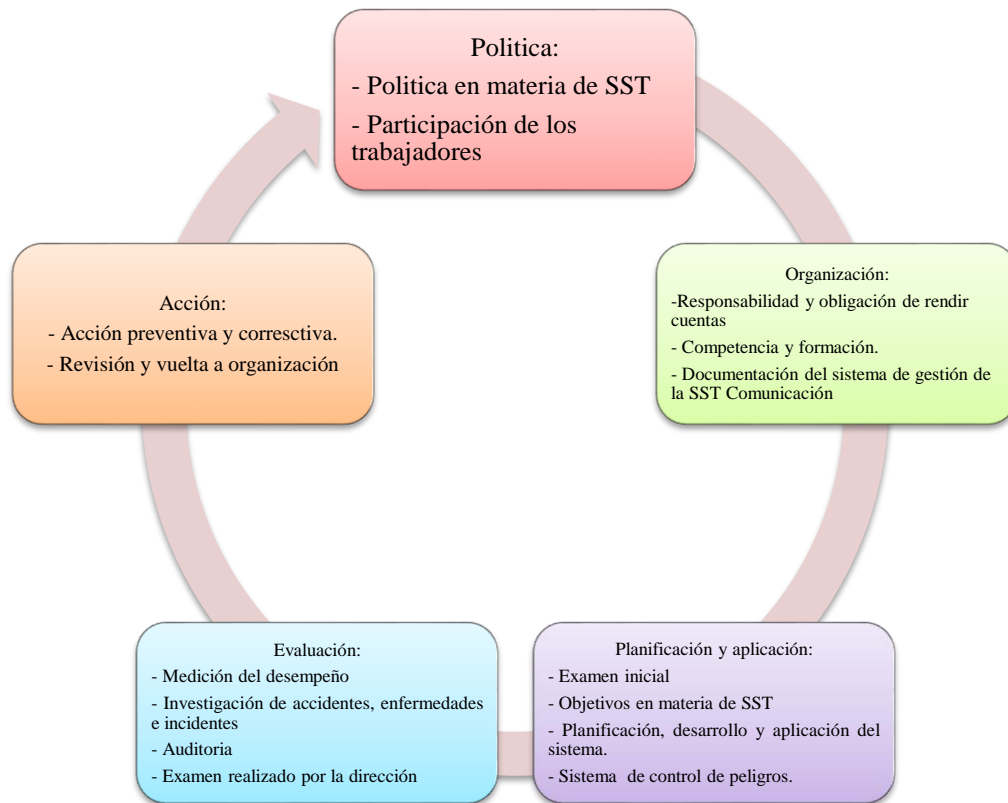 Politica:
- Politica en materia de SST
- Participación de los
trabajadores
Organización:
-Responsabilidad y obligación de rendir
cuentas
- Competencia y formación.
- Documentación del sistema de gestión de
la SST Comunicación
Planificación y aplicación:
- Examen inicial
- Objetivos en materia de SST
- Planificación, desarrollo y aplicación del
sistema.
- Sistema de control de peligros.
Evaluación:
- Medición del desempeño
- Investigación de accidentes, enfermedades
e incidentes
- Auditoria
- Examen realizado por la dirección
Acción:
- Acción preventiva y corresctiva.
- Revisión y vuelta a organización